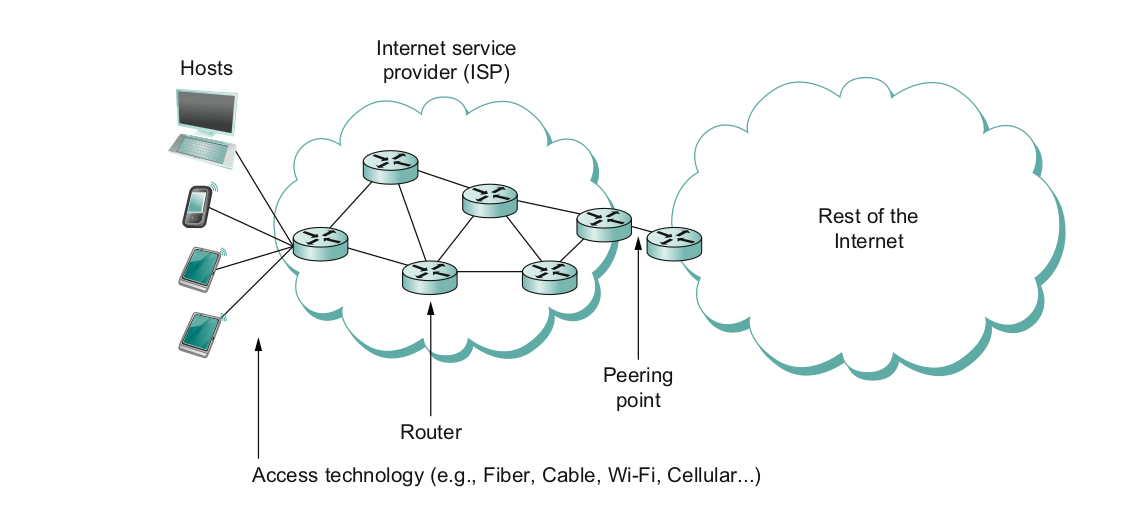 Internet service
provider (ISP)
Hosts
Rest of the
Internet
Peering
point
Router
Access technology (e.g., Fiber, Cable, Wi-Fi, Cellular...)